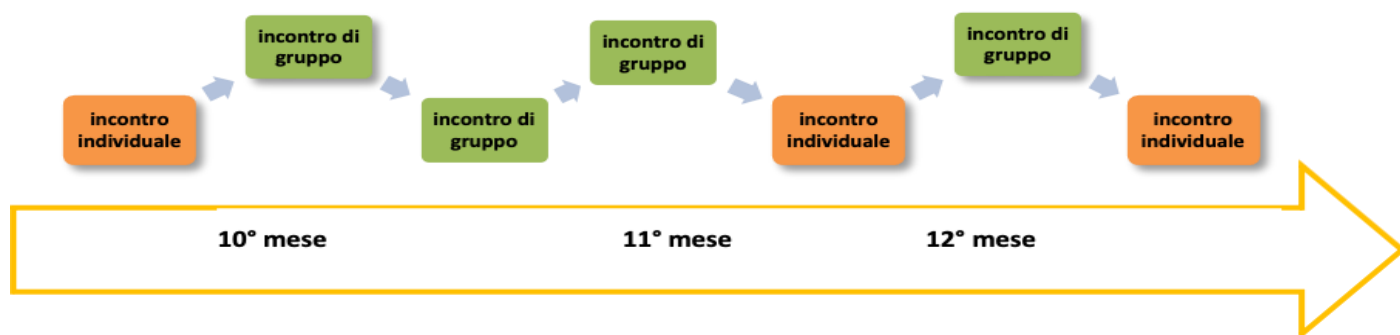 incontro
individuale
incontro di
gruppo
incontro di
gruppo
incontro di
gruppo
incontro
individuale
incontro di
gruppo
incontro
individuale
10° mese
11° mese
12° mese